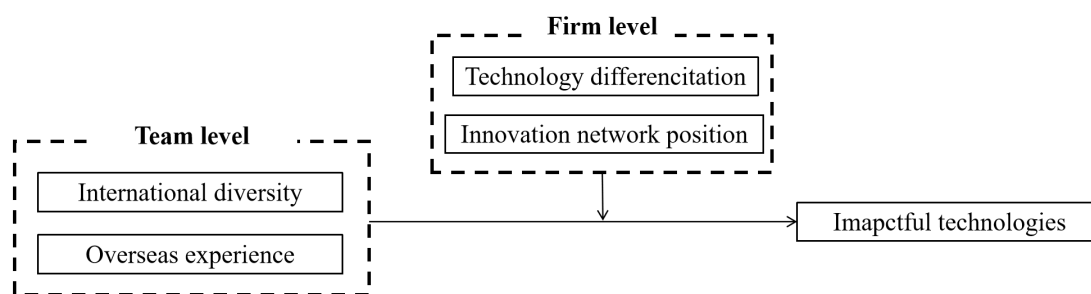 Firm level
Technology differencitation
Innovation network position
Team level
International diversity
Overseas experience
Imapctful technologies